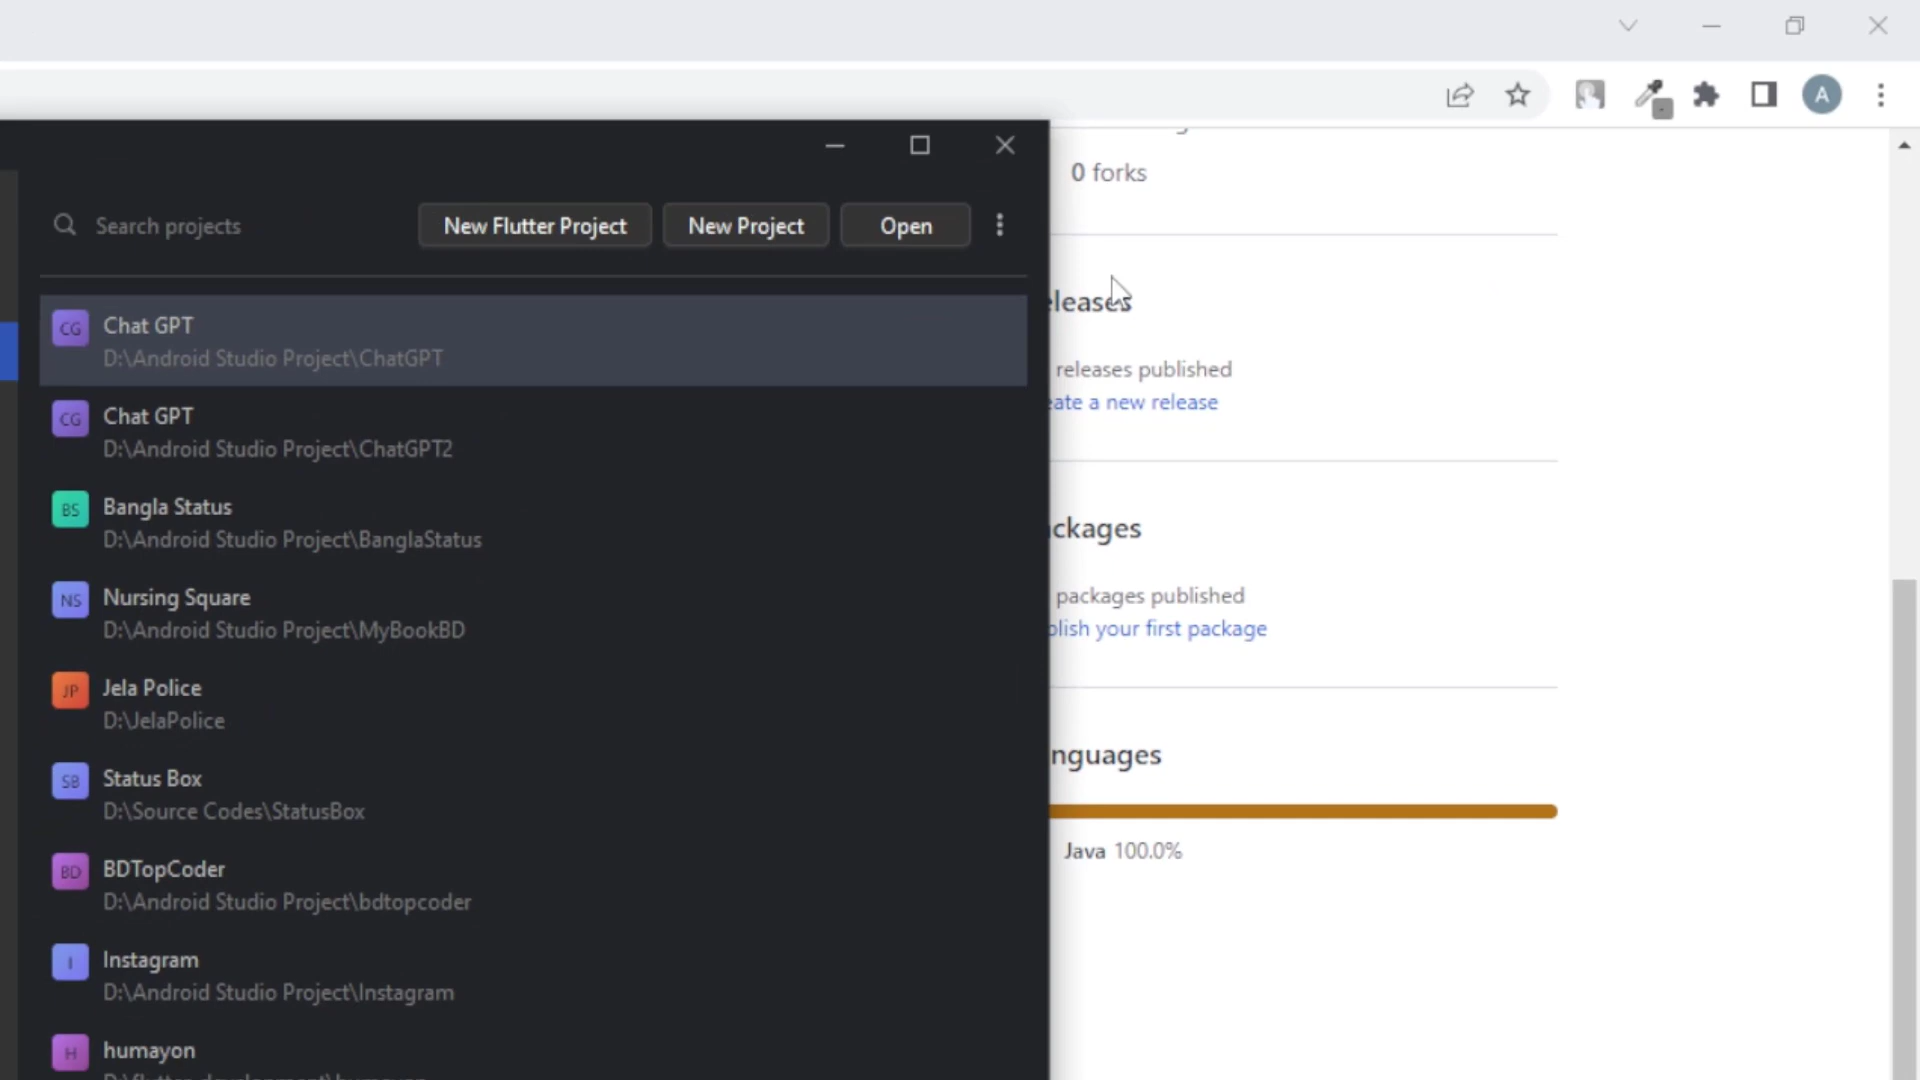 A
0 forks
Search projects
New Flutter Project
New Project
Open
CG
Chat GPT
D:\Android Studio Project\ChatGPT
CG
Chat GPT
D:\Android Studio Project\ChatGPT2
BS
Bangla Status
D:\Android Studio Project\BanglaStatus
NS
Nursing Square
D:\Android Studio Project\MyBookBD
JP
Jela Police
D:\JelaPolice
SB
Status Box
D:\Source Codes\StatusBox
BD
BDTopCoder
D:\Android Studio Project\bdtopcoder
I
Instagram
D:\Android Studio Project\Instagram
H
humayon
eleases
releases published
eate a new release
ckages
packages published
blish your first package
nguages
Java 100.0%